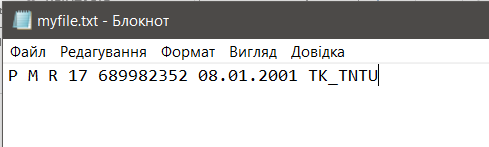 myfile.txt - Блокнот
Файл Редагування Формат Вигляд Довідка
P M R 17 689982352 08.01.2001 TK_TNTU